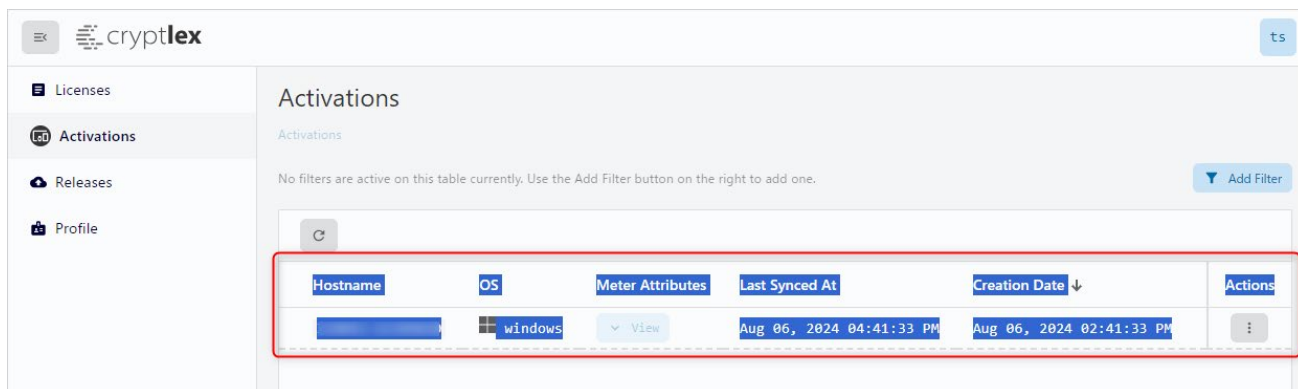 cryptlex
ts
Licenses
Activations
Releases
Profile
Activations
Activations
No filters are active on this table currently. Use the Add Filter button on the right to add one.
Add Filter
Hostname OS Meter Attributes Last Synced At Creation Date ↓ Actions
windows View Aug 06, 2024 04:41:33 PM Aug 06, 2024 02:41:33 PM